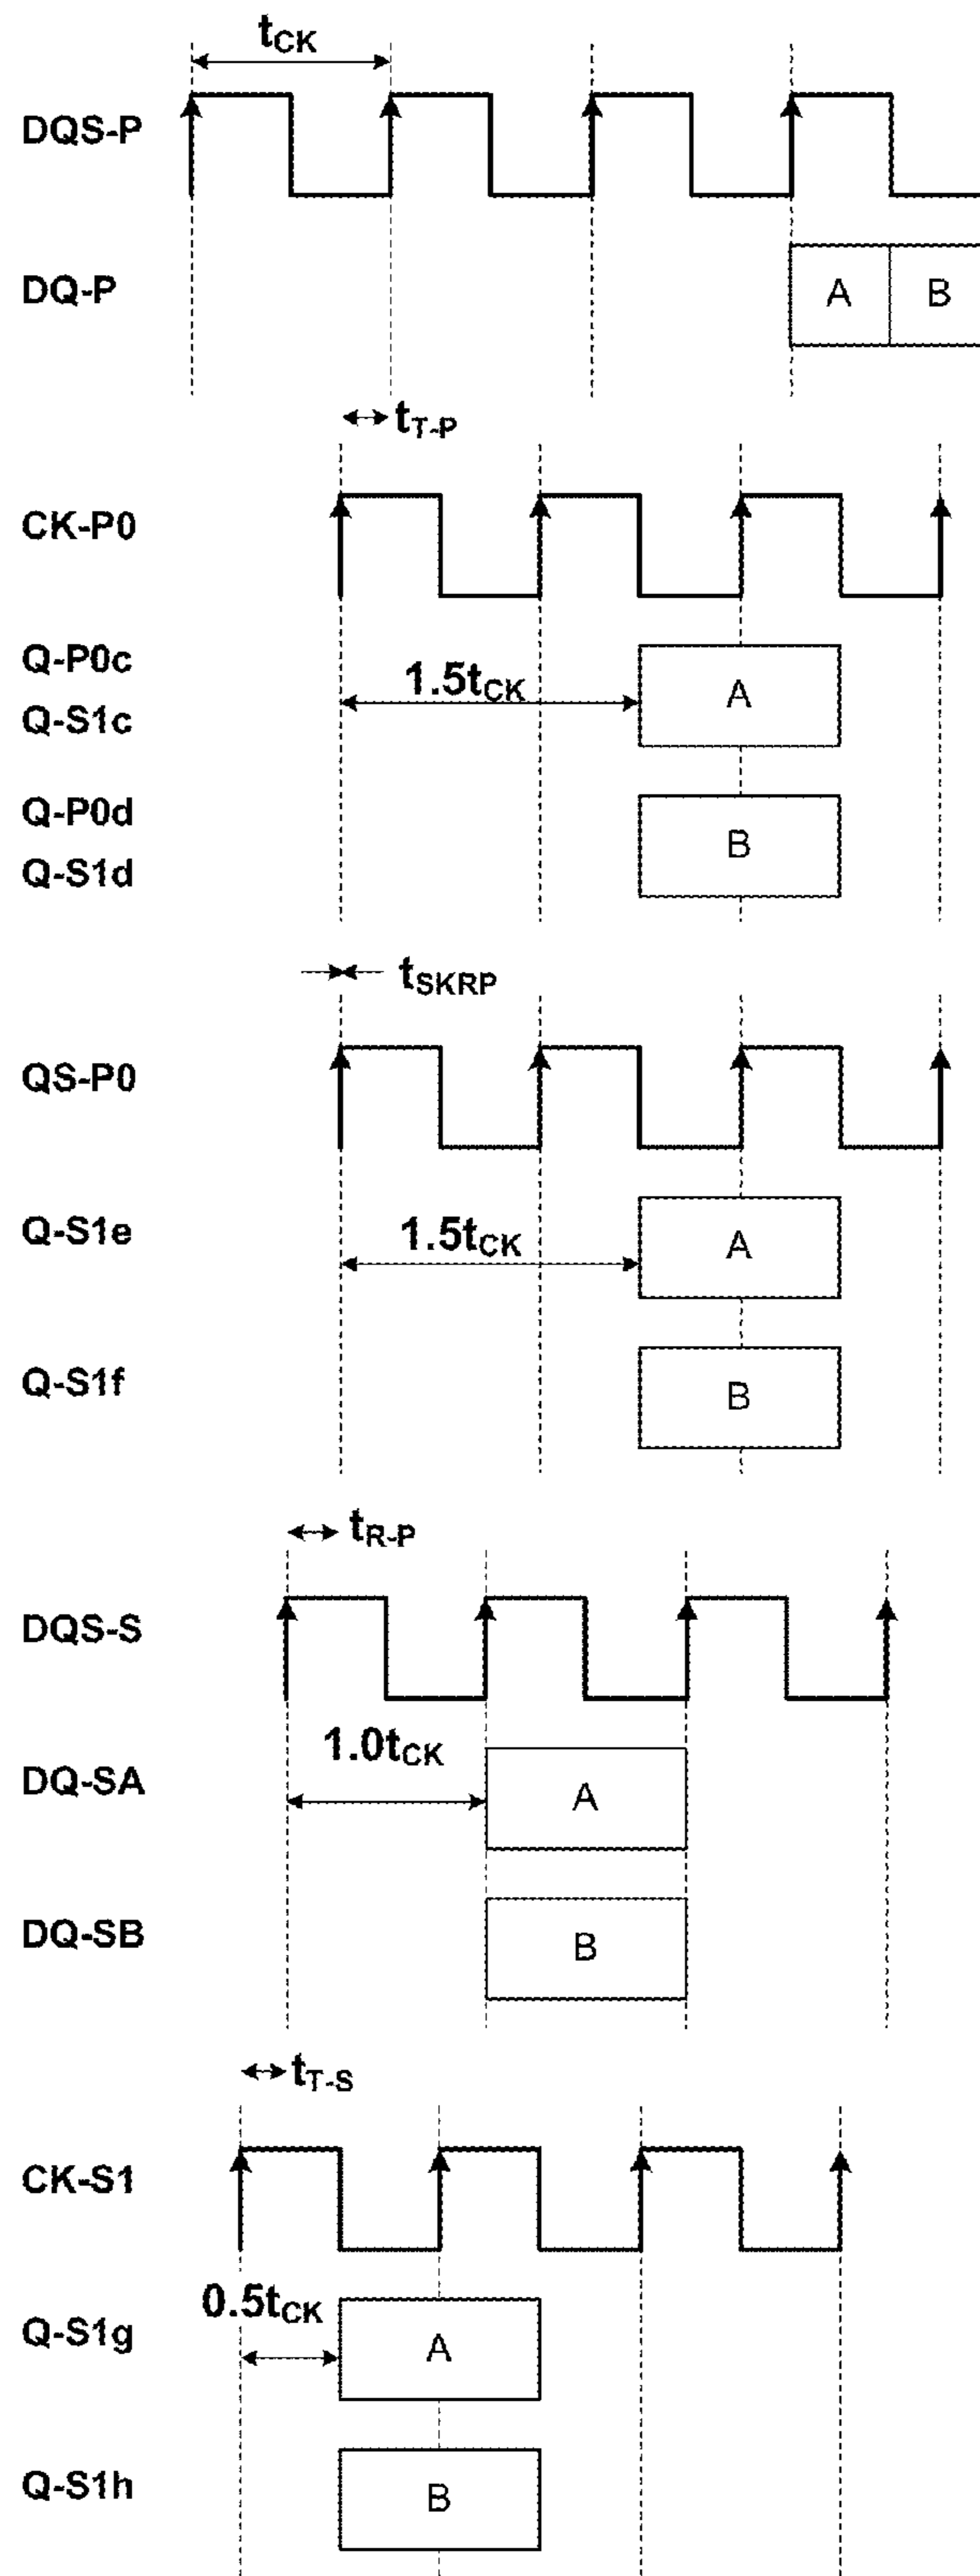 tCK
DQS-P
DQ-P
A B
tT-P
CK-P0
Q-P0c
1.5tCK
A
Q-S1c
Q-P0d
B
Q-S1d
tSKRP
QS-P0
Q-S1e
1.5tCK
A
Q-S1f
B
tR-P
DQS-S
1.0tCK
DQ-SA
A
DQ-SB
B
tT-S
CK-S1
0.5tCK
Q-S1g
A
Q-S1h
B